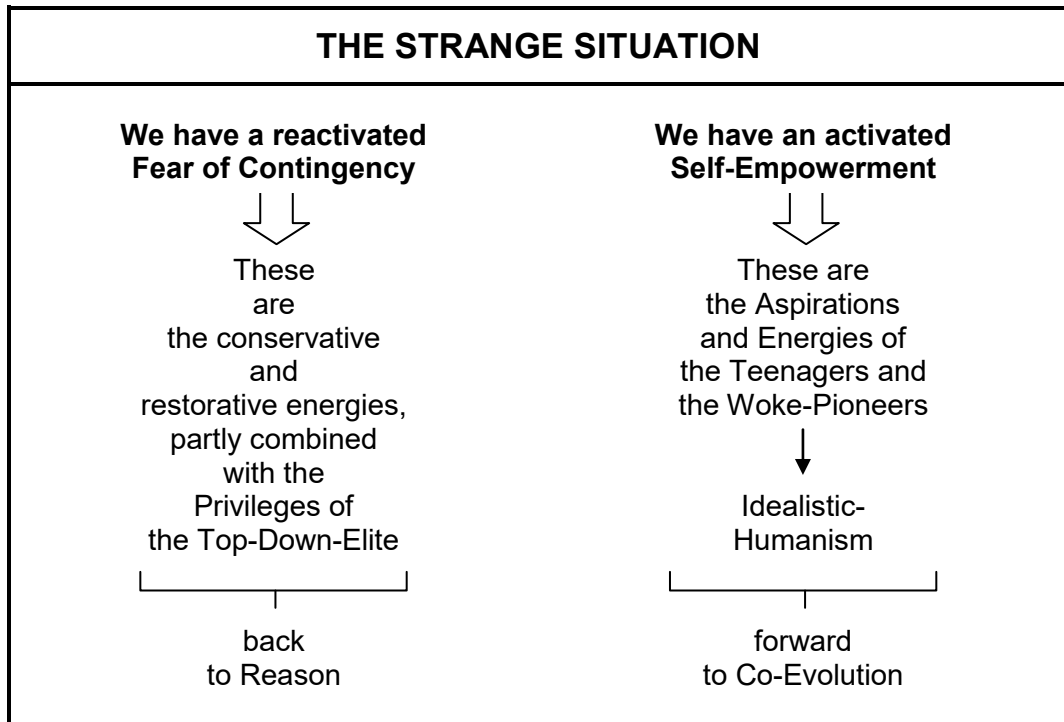 THE STRANGE SITUATION
We have a reactivated
Fear of Contingency
These
are
the conservative
and
restorative energies,
partly combined
with the
Privileges of
the Top-Down-Elite
back
to Reason
We have an activated
Self-Empowerment
These are
the Aspirations
and Energies of
the Teenagers and
the Woke-Pioneers
Idealistic-
Humanism
forward
to Co-Evolution